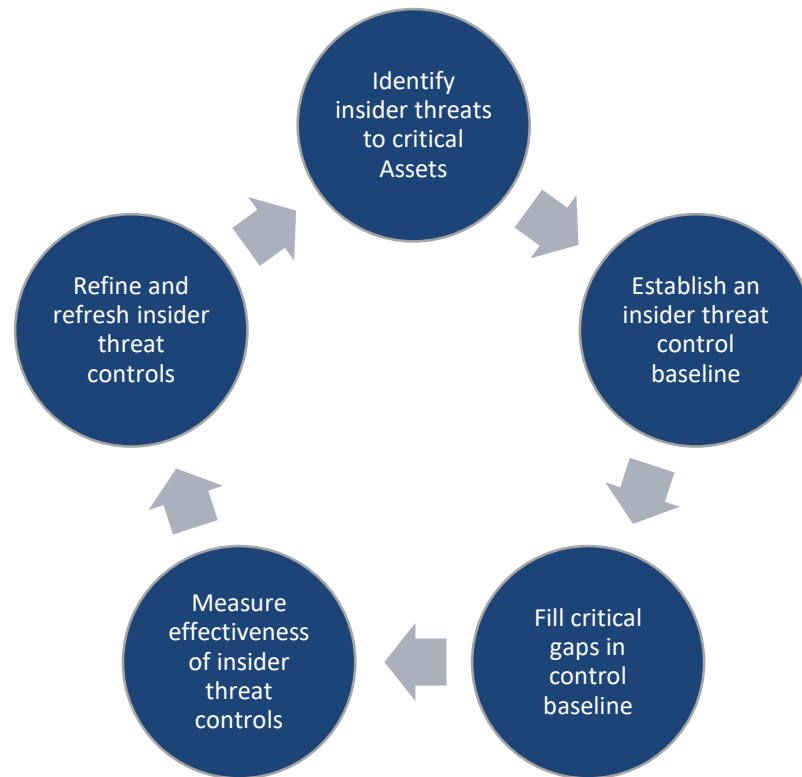 Identify
insider threats
to critical
Assets
Establish an
insider threat
control
baseline
Fill critical
gaps in
control
baseline
Measure
effectiveness
of insider
threat
controls
Refine and
refresh insider
threat
controls